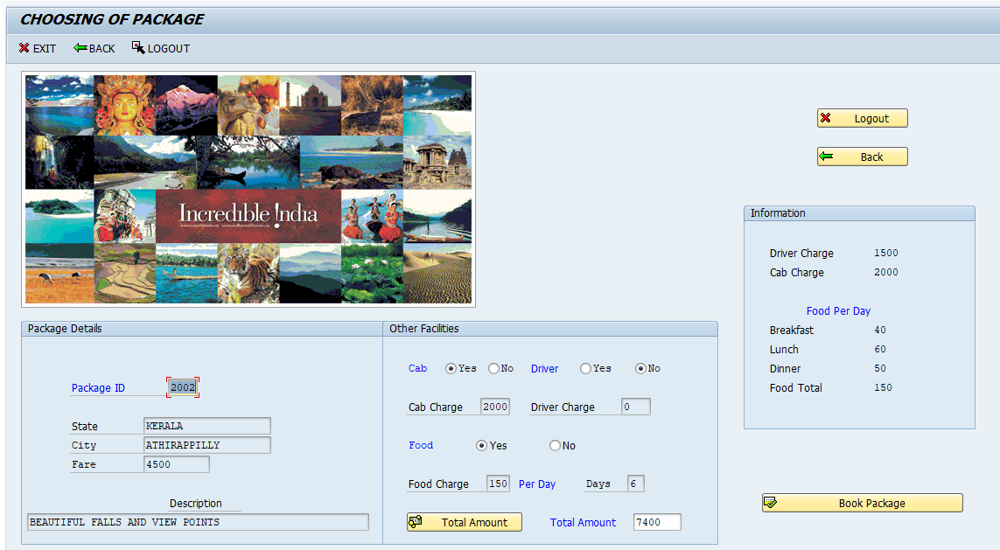 CHOOSING OF PACKAGE
EXIT BACK LOGOUT
Incredible !ndia
Logout
Back
Information
Driver Charge 1500
Cab Charge 2000
Food Per Day
Breakfast 40
Lunch 60
Dinner 50
Food Total 150
Package Details
Package ID 2002
State KERALA
City ATHIRAPPILLY
Fare 4500
Description
BEAUTIFUL FALLS AND VIEW POINTS
Other Facilities
Cab Yes No Driver Yes No
Cab Charge 2000 Driver Charge 0
Food Yes No
Food Charge 150 Per Day Days 6
Total Amount Total Amount 7400
Book Package